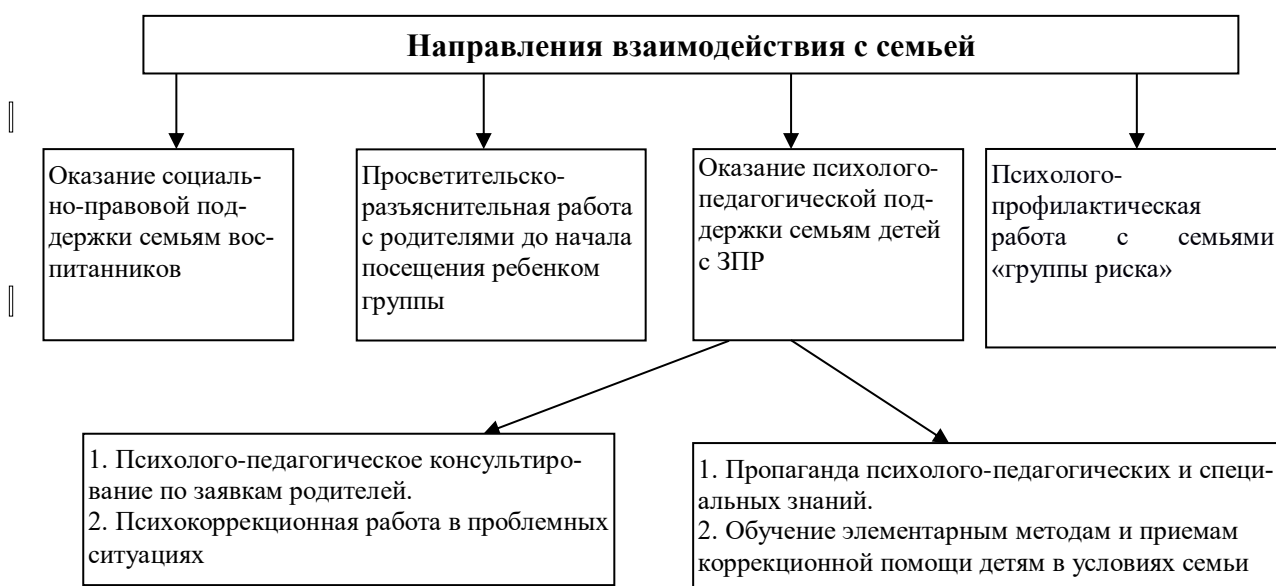 Направления взаимодействия с семьей
Оказание социаль-
но-правовой под-
держки семьям вос-
питанников
Просветительско-
разъяснительная работа
с родителями до начала
посещения ребенком
группы
Оказание психолого-
педагогической под-
держки семьям детей
с ЗПР
Психолого-
профилактическая
работа с семьями
«группы риска»
1. Психолого-педагогическое консультиро-
вание по заявкам родителей.
2. Психокоррекционная работа в проблемных
ситуациях
1. Пропаганда психолого-педагогических и специ-
альных знаний.
2. Обучение элементарным методам и приемам
коррекционной помощи детям в условиях семьи